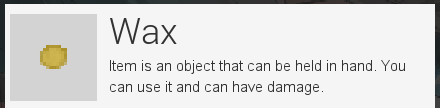 Wax
Item is an object that can be held in hand. You
can use it and can have damage.